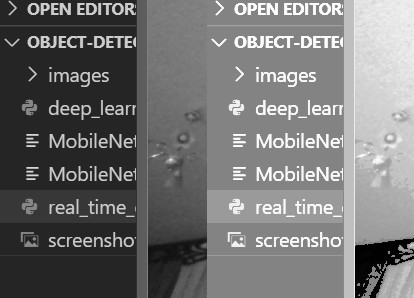 OPEN EDITORS
OBJECT-DETEC
images
deep_learn
MobileNet
MobileNet
real_time_
screenshot
OPEN EDITORS
OBJECT-DETEC
images
deep_learn
MobileNet
MobileNet
real_time_
screenshot